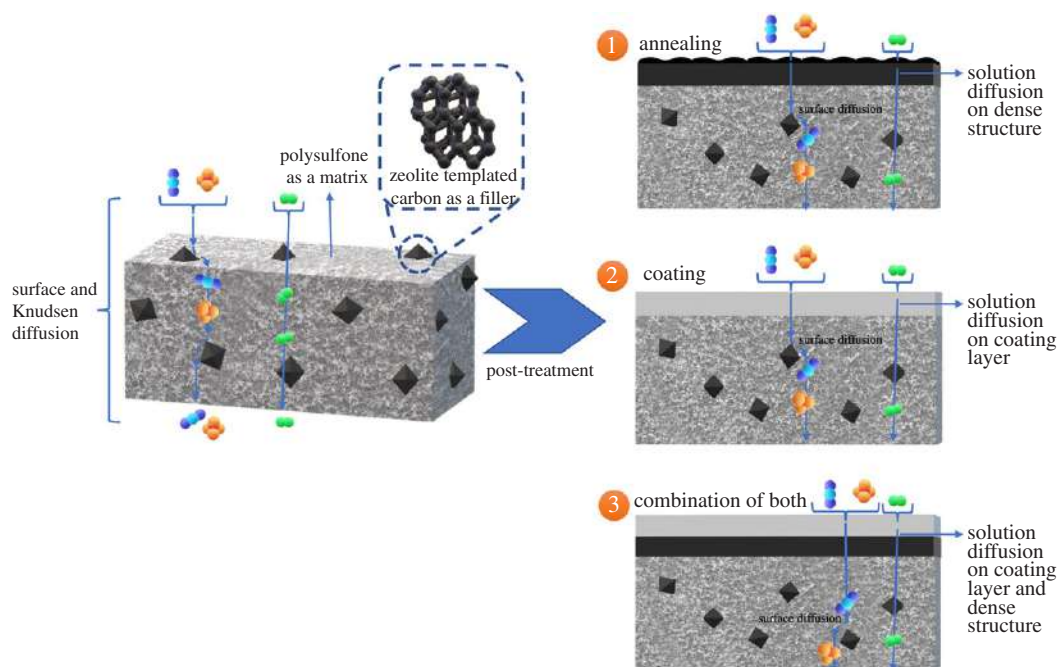 polysulfone
as a matrix
zeolite templated
carbon as a filler
surface and
Knudsen
diffusion
post-treatment
1 annealing
surface diffusion
solution
diffusion
on dense
structure
2 coating
surface diffusion
solution
diffusion
on coating
layer
3 combination of both
surface diffusion
solution
diffusion
on coating
layer and
dense
structure